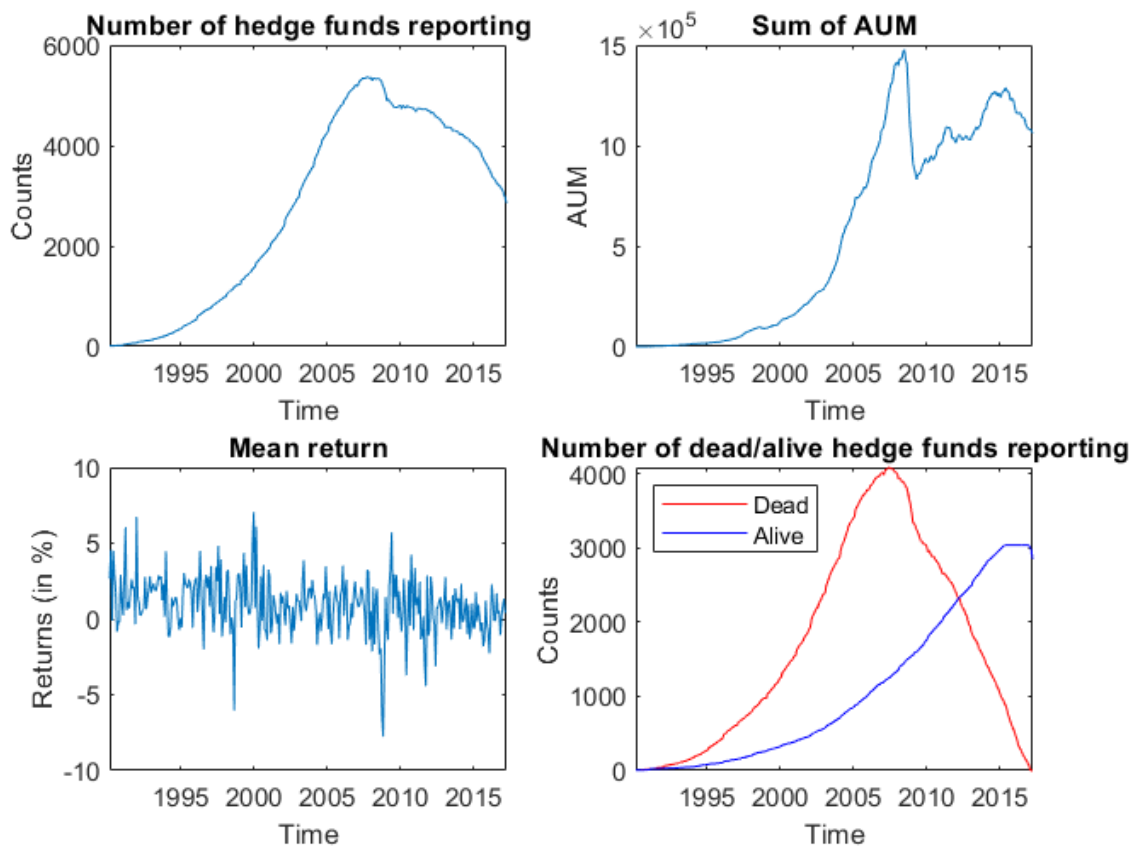 Number of hedge funds reporting
6000
4000
2000
0
Counts
1995 2000 2005 2010 2015
Time
Sum of AUM
×10^5
15
10
5
0
AUM
1995 2000 2005 2010 2015
Time
Mean return
10
5
0
-5
-10
Returns (in %)
1995 2000 2005 2010 2015
Time
Number of dead/alive hedge funds reporting
4000
3000
2000
1000
0
Counts
Dead
Alive
1995 2000 2005 2010 2015
Time